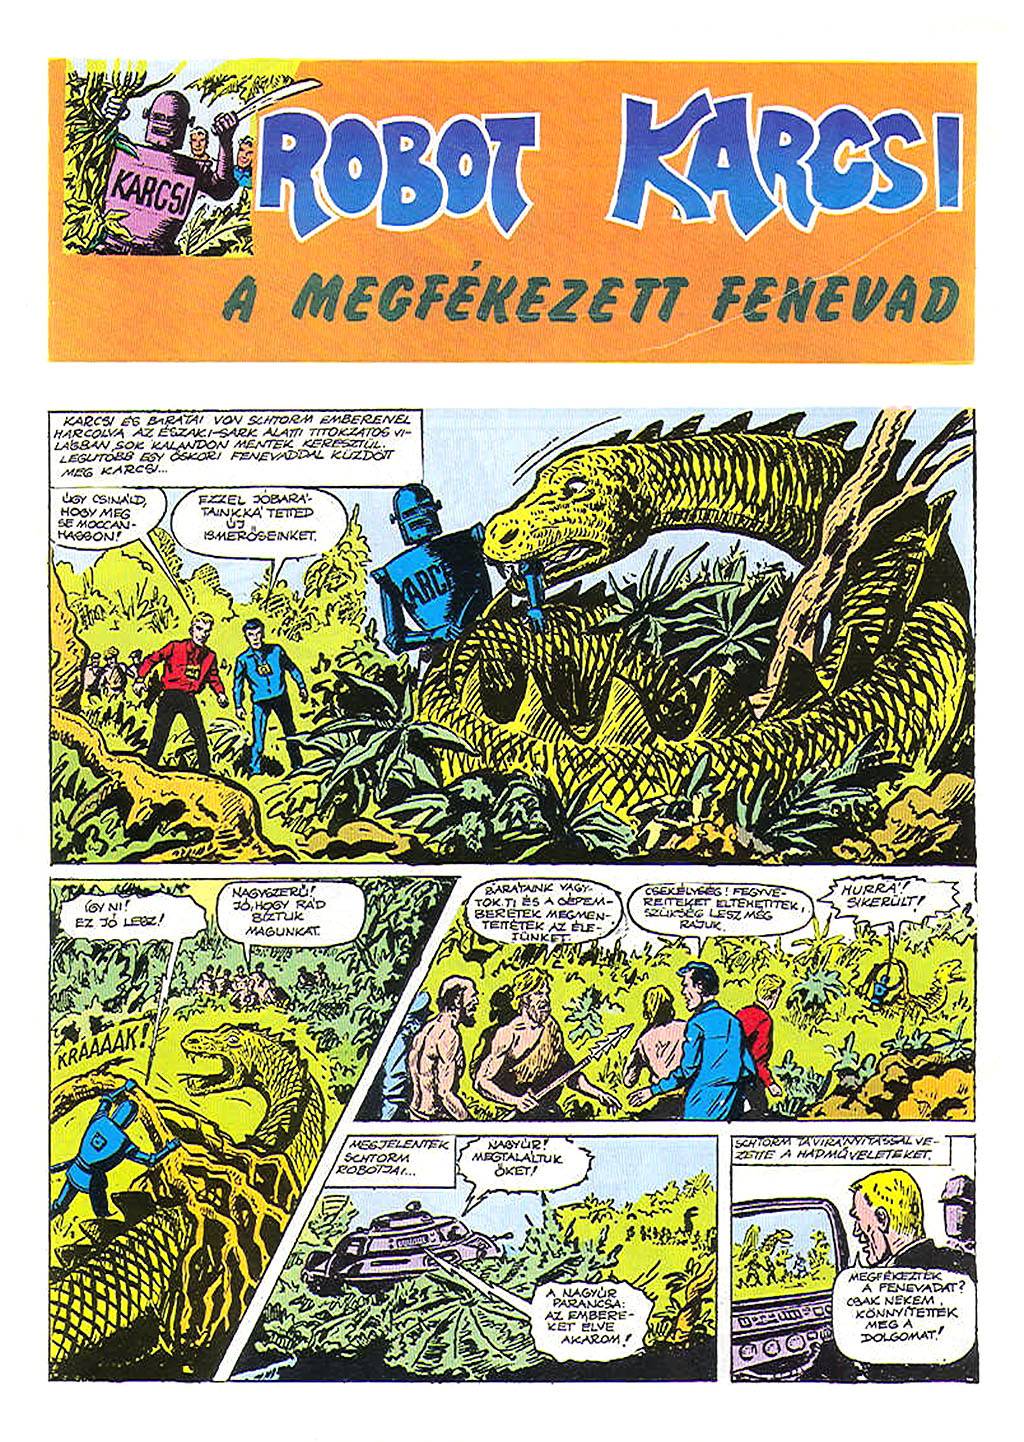 KARCSI
ROBOT KARCSI
A MEGFÉKEZETT FENEVAD
KARCSI ÉS BARÁTAI VON SCHTORM EMBEREINEL
HARCOLVA AZ ÉSZAKI-SARK ALATTI TITOKZATOS VI-
LÁGBAN SOK KALANDON MENTEK KERESZTÜL.
LEGUTÓBB EGY ŐSKORI FENEVADDAL KÜZDÖTT
MEG KARCSI...
ÚGY CSINÁLD,
HOGY MEG
SE MOCCAN-
HASSON!
EZZEL JÓBARÁ-
TAINKKÁ TETTED
ÚJ
ISMERŐSEINKET.
KARCS
ÍGY NI!
EZ JÓ LESZ!
NAGYSZERŰ!
JÓ, HOGY RÁD
BÍZTUK
MAGUNKAT.
KRÁÁÁÁK!
BARÁTAINK VAGY-
TOK. TI ÉS A GÉPEM-
BERETEK MEGMEN-
TETTÉTEK AZ ÉLE-
TÜNKET.
CSEKÉLYSÉG! FEGYVE-
REITEKET ELTEHETITEK,
SZÜKSÉG LESZ MÉG
RÁJUK.
HURRÁ!
SIKERÜLT!
MEGJELENTEK
SCHTORM
ROBOTJAI...
NAGYÚR!
MEGTALÁLTUK
ŐKET!
A NAGYÚR
PARANCSA:
AZ EMBERE-
KET ÉLVE
AKAROM!
SCHTORM TÁVIRÁNYÍTÁSSAL VE-
ZETTE A HADMŰVELETEKET.
MEGFÉKEZTÉK
A FENEVADAT?
CSAK NEKEM
KÖNNYÍTETTÉK
MEG A
DOLGOMAT!